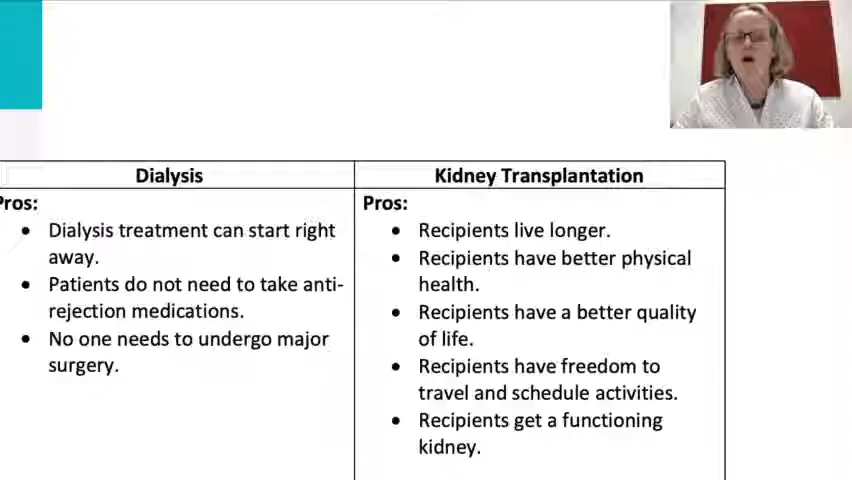 Dialysis
Pros:
• Dialysis treatment can start right
away.
• Patients do not need to take anti-
rejection medications.
• No one needs to undergo major
surgery.
Kidney Transplantation
Pros:
• Recipients live longer.
• Recipients have better physical
health.
• Recipients have a better quality
of life.
• Recipients have freedom to
travel and schedule activities.
• Recipients get a functioning
kidney.